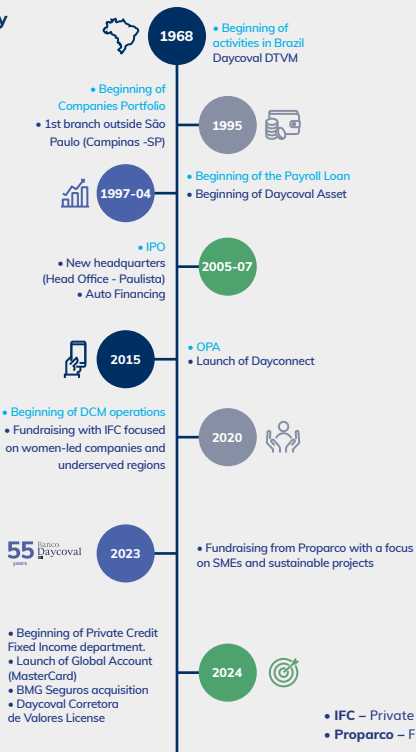 y
1968
• Beginning of
activities in Brazil
Daycoval DTVM
• Beginning of
Companies Portfolio
• 1st branch outside São
Paulo (Campinas -SP)
1995
1997-04
• Beginning of the Payroll Loan
• Beginning of Daycoval Asset
• IPO
• New headquarters
(Head Office - Paulista)
• Auto Financing
2005-07
2015
• OPA
• Launch of Dayconnect
• Beginning of DCM operations
• Fundraising with IFC focused
on women-led companies and
underserved regions
2020
55 years
Banco
Daycoval
2023
• Fundraising from Proparco with a focus
on SMEs and sustainable projects
• Beginning of Private Credit
Fixed Income department.
• Launch of Global Account
(MasterCard)
• BMG Seguros acquisition
• Daycoval Corretora
de Valores License
2024
• IFC – Private
• Proparco – F